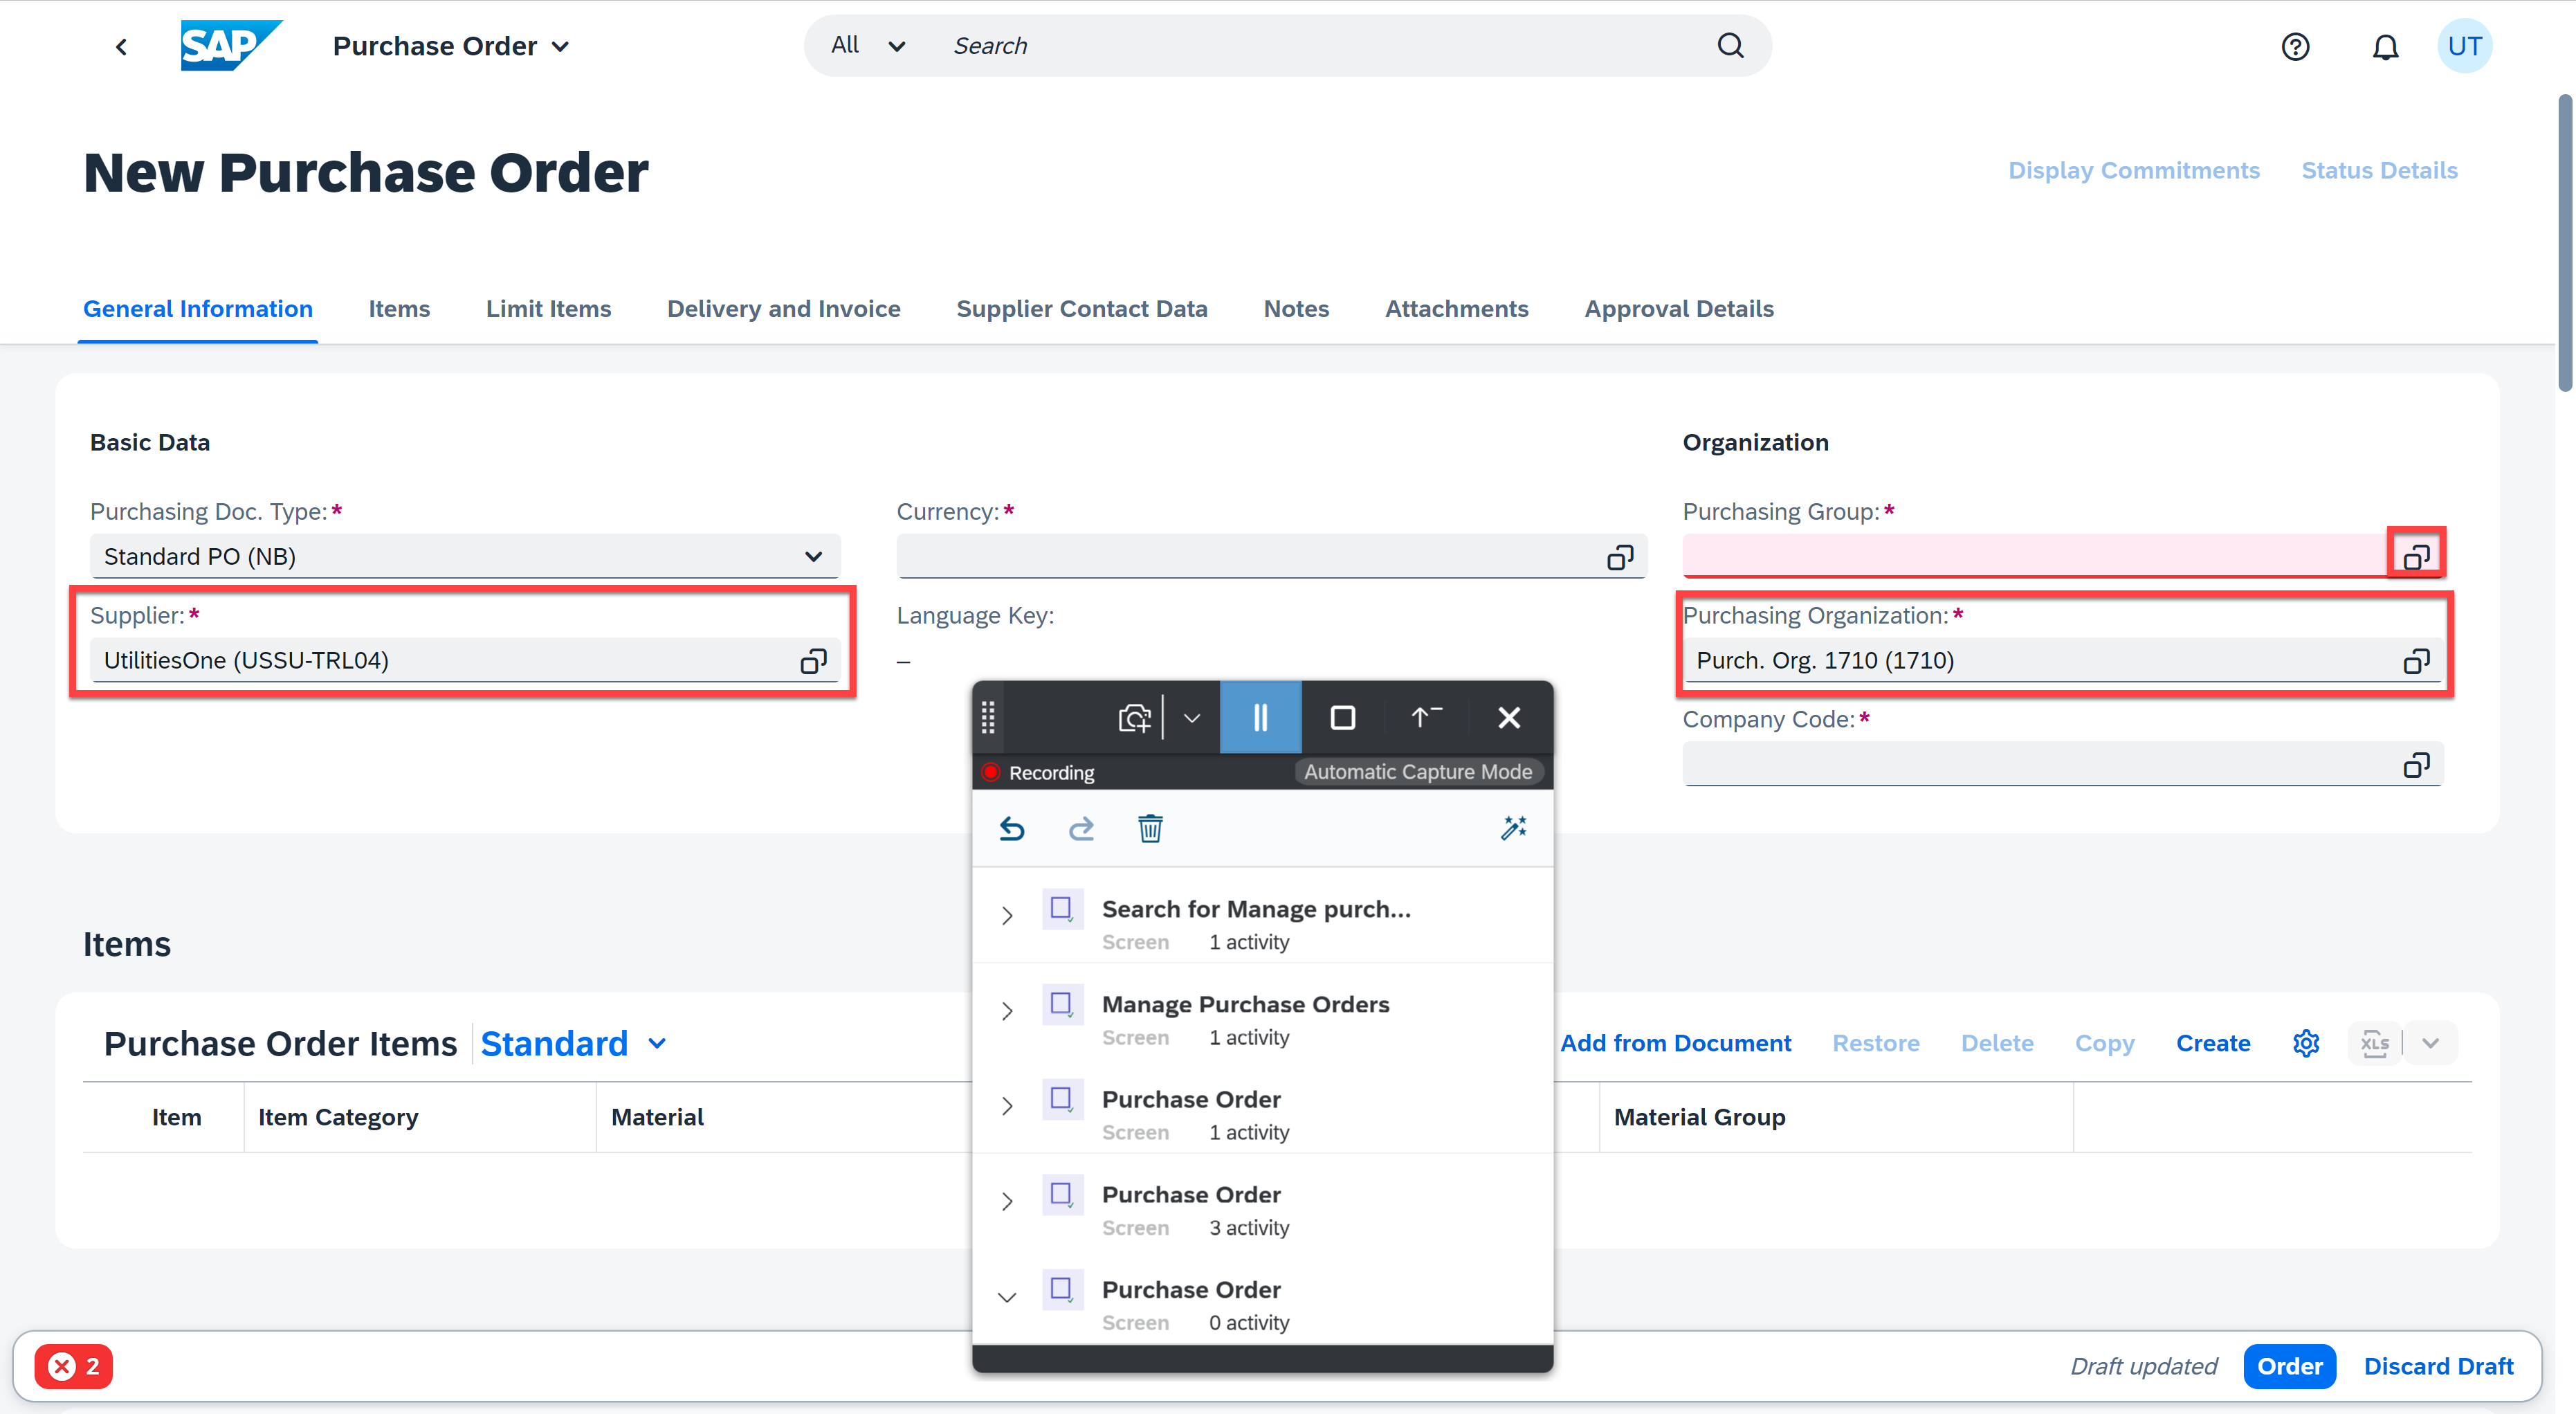 SAP
Purchase Order
All
Search
UT
New Purchase Order
Display Commitments
Status Details
General Information
Items
Limit Items
Delivery and Invoice
Supplier Contact Data
Notes
Attachments
Approval Details
Basic Data
Organization
Purchasing Doc. Type:*
Currency:*
Purchasing Group:*
Standard PO (NB)
Supplier:*
Language Key:
Purchasing Organization:*
UtilitiesOne (USSU-TRL04)
–
Purch. Org. 1710 (1710)
Company Code:*
Recording
Automatic Capture Mode
Search for Manage purch...
Screen 1 activity
Manage Purchase Orders
Screen 1 activity
Purchase Order
Screen 1 activity
Purchase Order
Screen 3 activity
Purchase Order
Screen 0 activity
Items
Purchase Order Items
Standard
Add from Document
Restore
Delete
Copy
Create
XLS
Item
Item Category
Material
Material Group
2
Draft updated
Order
Discard Draft